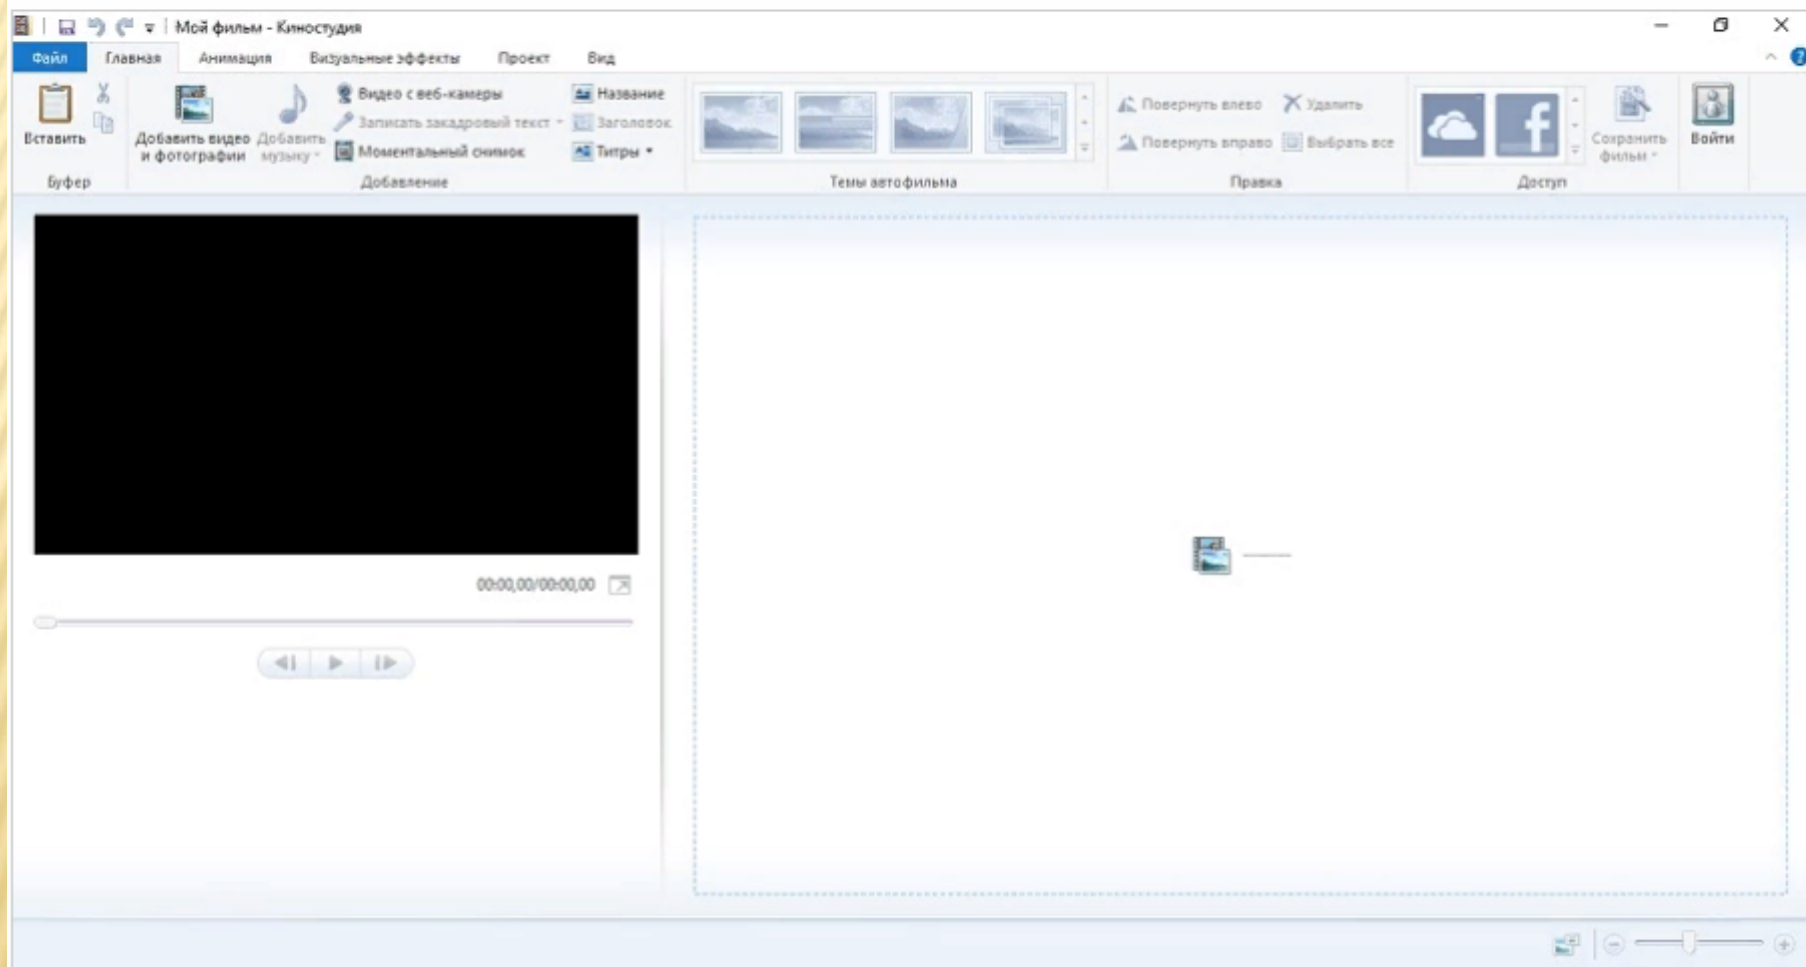 Мой фильм - Киностудия
Файл Главная Анимация Визуальные эффекты Проект Вид
Вставить
Буфер
Добавить видео
и фотографии
Добавить
музыку
Видео с веб-камеры
Записать закадровый текст
Моментальный снимок
Название
Заголовок
Титры
Добавление
Темы автофильма
Повернуть влево
Повернуть вправо
Удалить
Выбрать все
Правка
f
Доступ
Сохранить
фильм
Войти
00:00,00/00:00,00